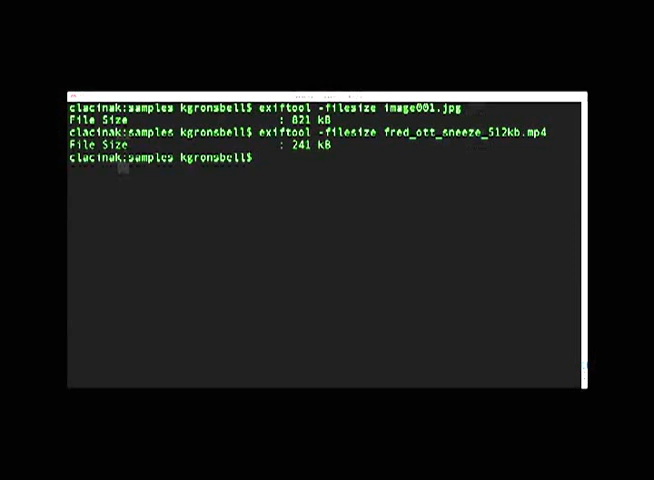 clacinak:samples kgronsbell$ exiftool -filesize image001.jpg
File Size : 821 kB
clacinak:samples kgronsbell$ exiftool -filesize fred_ott_sneeze_512kb.mp4
File Size : 241 kB
clacinak:samples kgronsbell$